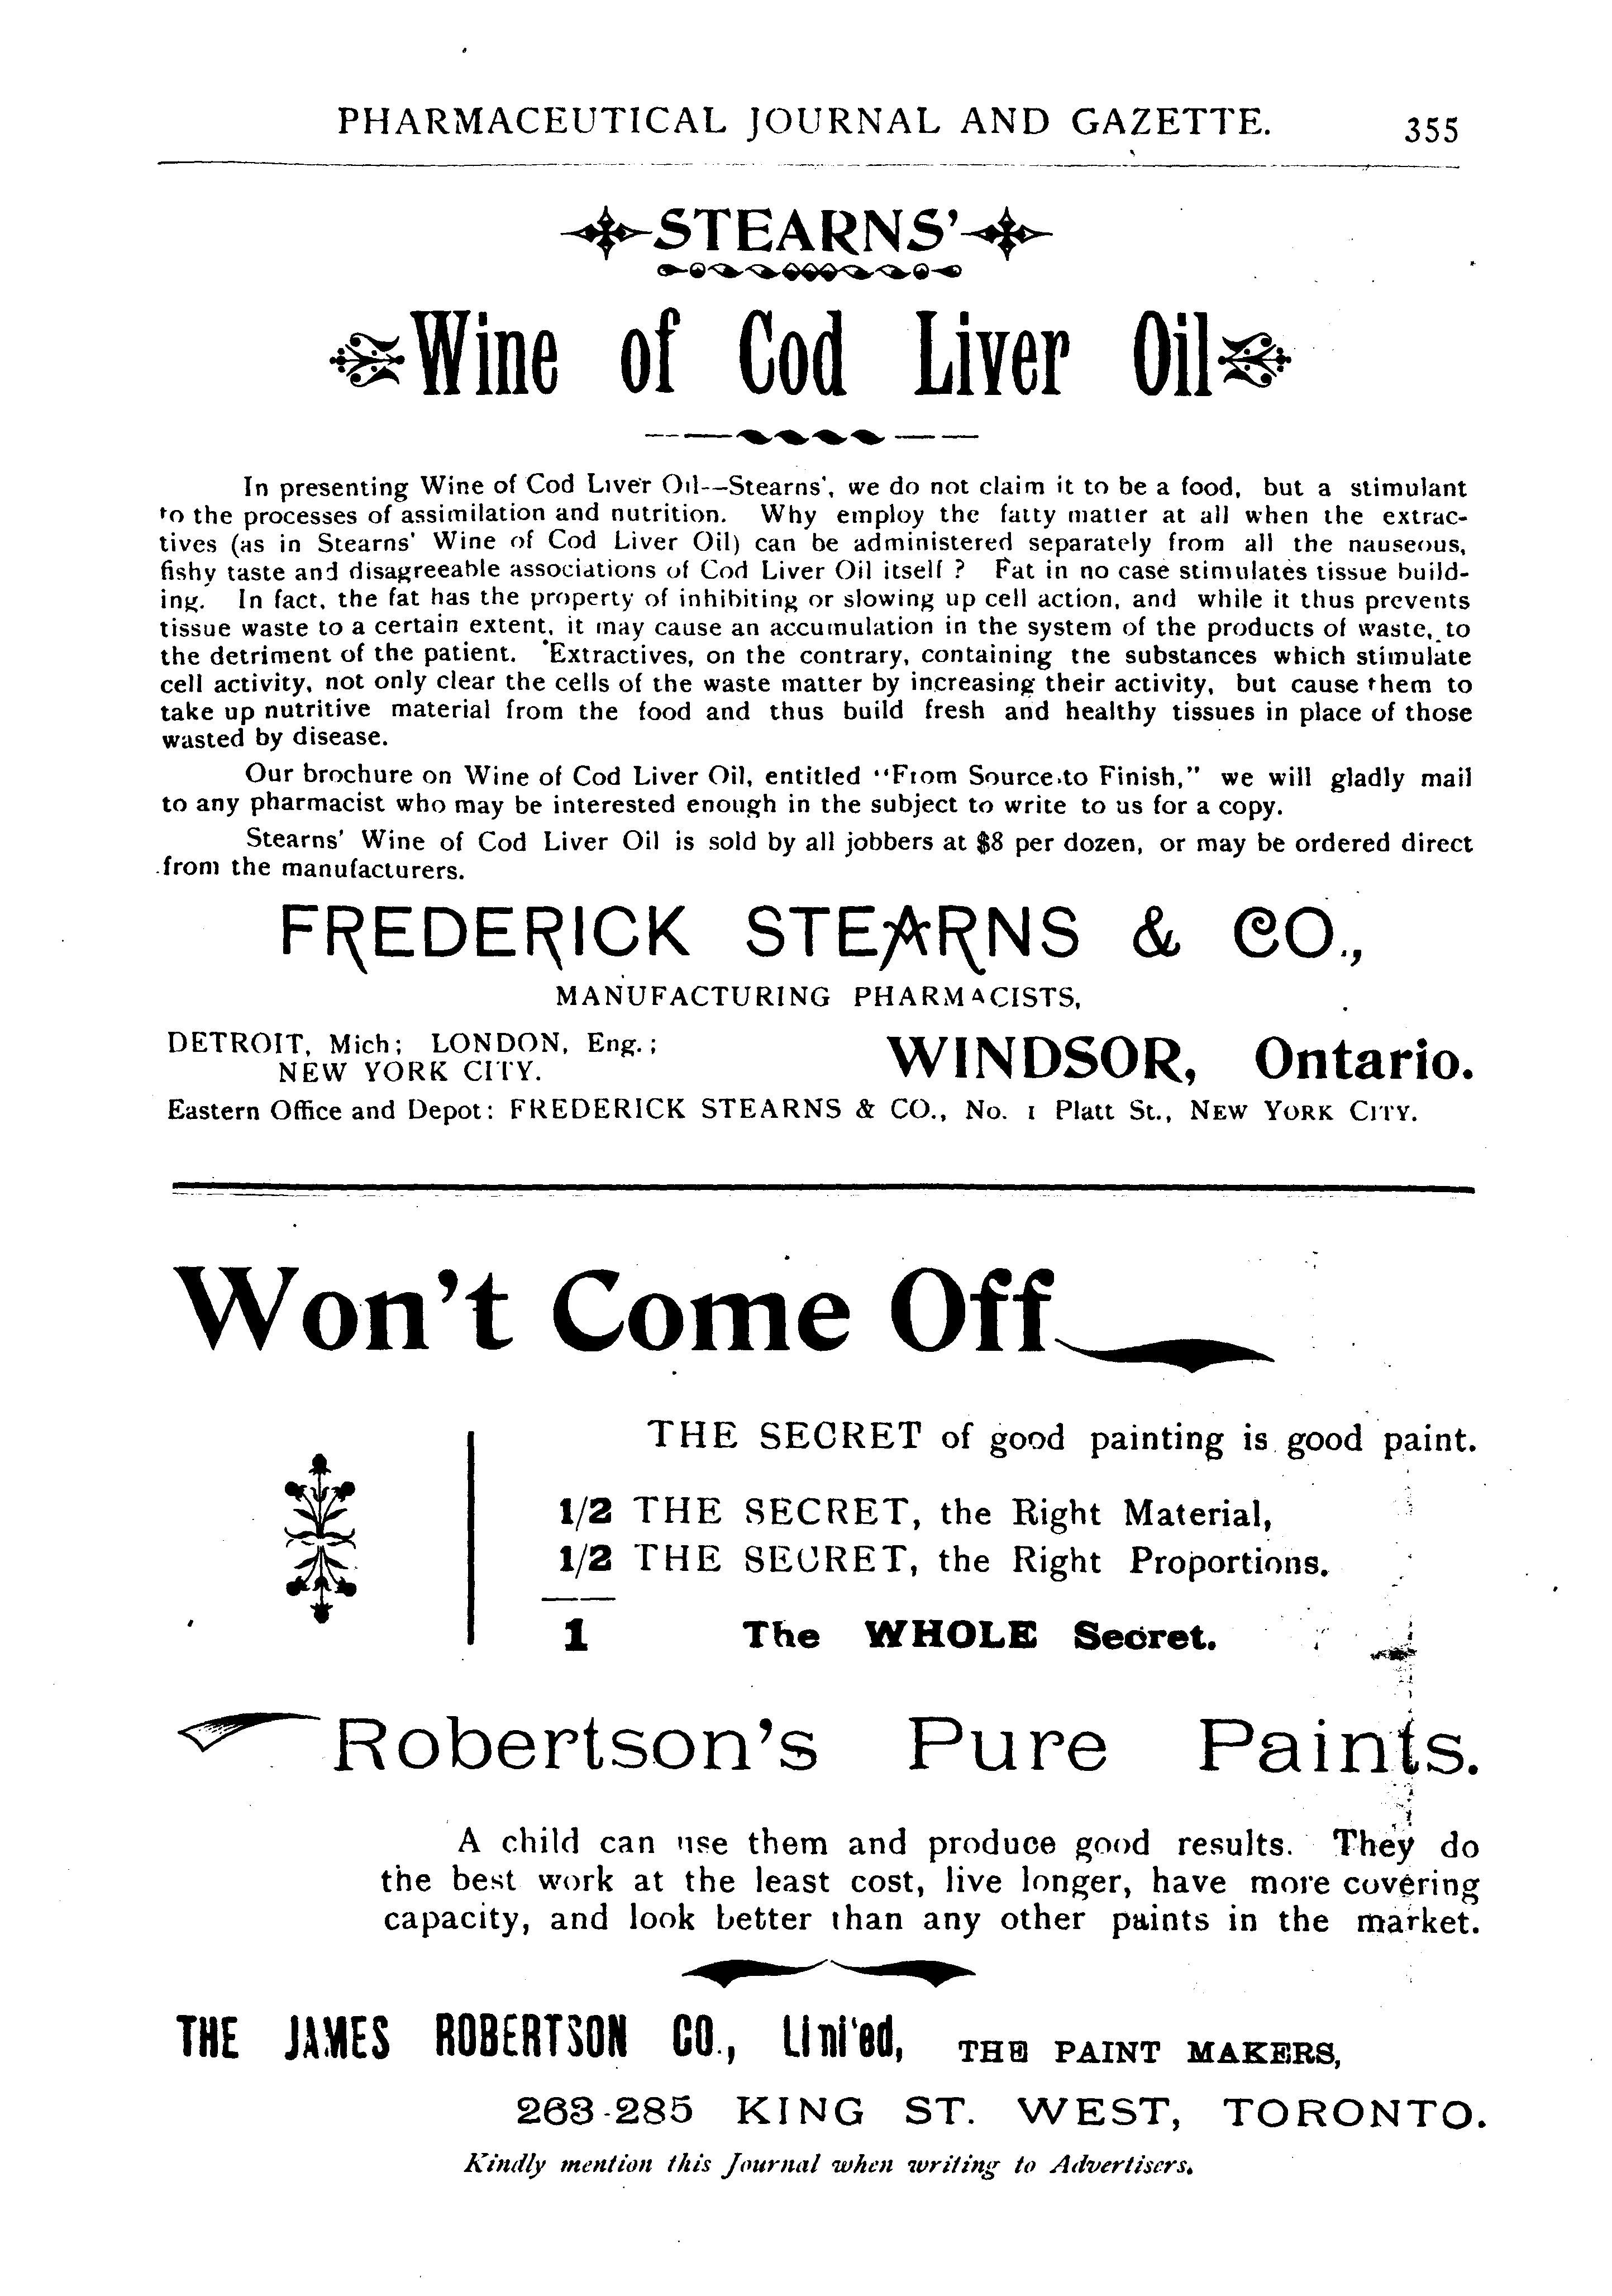 PHARMACEUTICAL JOURNAL AND GAZETTE. 355
STEARNS'
Wine of Cod Liver Oil
In presenting Wine of Cod Liver Oil--Stearns', we do not claim it to be a food, but a stimulant
to the processes of assimilation and nutrition. Why employ the fatty matter at all when the extrac-
tives (as in Stearns' Wine of Cod Liver Oil) can be administered separately from all the nauseous,
fishy taste and disagreeable associations of Cod Liver Oil itself ? Fat in no case stimulates tissue build-
ing. In fact, the fat has the property of inhibiting or slowing up cell action, and while it thus prevents
tissue waste to a certain extent, it may cause an accumulation in the system of the products of waste, to
the detriment of the patient. Extractives, on the contrary, containing the substances which stimulate
cell activity, not only clear the cells of the waste matter by increasing their activity, but cause them to
take up nutritive material from the food and thus build fresh and healthy tissues in place of those
wasted by disease.
Our brochure on Wine of Cod Liver Oil, entitled "From Source to Finish," we will gladly mail
to any pharmacist who may be interested enough in the subject to write to us for a copy.
Stearns' Wine of Cod Liver Oil is sold by all jobbers at $8 per dozen, or may be ordered direct
from the manufacturers.
FREDERICK STEARNS & CO.,
MANUFACTURING PHARMACISTS,
DETROIT, Mich; LONDON, Eng.;
NEW YORK CITY.
WINDSOR, Ontario.
Eastern Office and Depot: FREDERICK STEARNS & CO., No. 1 Platt St., NEW YORK CITY.
Won't Come Off
THE SECRET of good painting is good paint.
1/2 THE SECRET, the Right Material,
1/2 THE SECRET, the Right Proportions.
1 The WHOLE Secret.
Robertson's Pure Paints.
A child can use them and produce good results. They do
the best work at the least cost, live longer, have more covering
capacity, and look better than any other paints in the market.
THE JAMES ROBERTSON CO., Limited, THE PAINT MAKERS,
263-285 KING ST. WEST, TORONTO.
Kindly mention this Journal when writing to Advertisers.